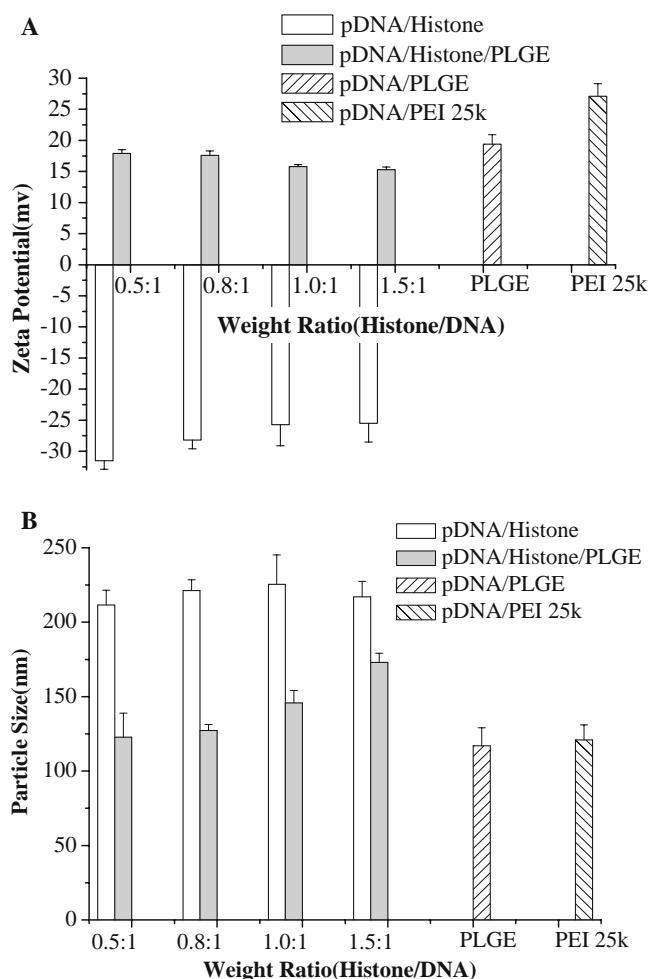 A
pDNA/Histone
pDNA/Histone/PLGE
pDNA/PLGE
pDNA/PEI 25k
30
25
20
15
10
5
0
-5
-10
-15
-20
-25
-30
Zeta Potential(mv)
0.5:1 0.8:1 1.0:1 1.5:1 PLGE PEI 25k
Weight Ratio(Histone/DNA)
B
pDNA/Histone
pDNA/Histone/PLGE
pDNA/PLGE
pDNA/PEI 25k
250
200
150
100
50
0
Particle Size(nm)
0.5:1 0.8:1 1.0:1 1.5:1 PLGE PEI 25k
Weight Ratio(Histone/DNA)